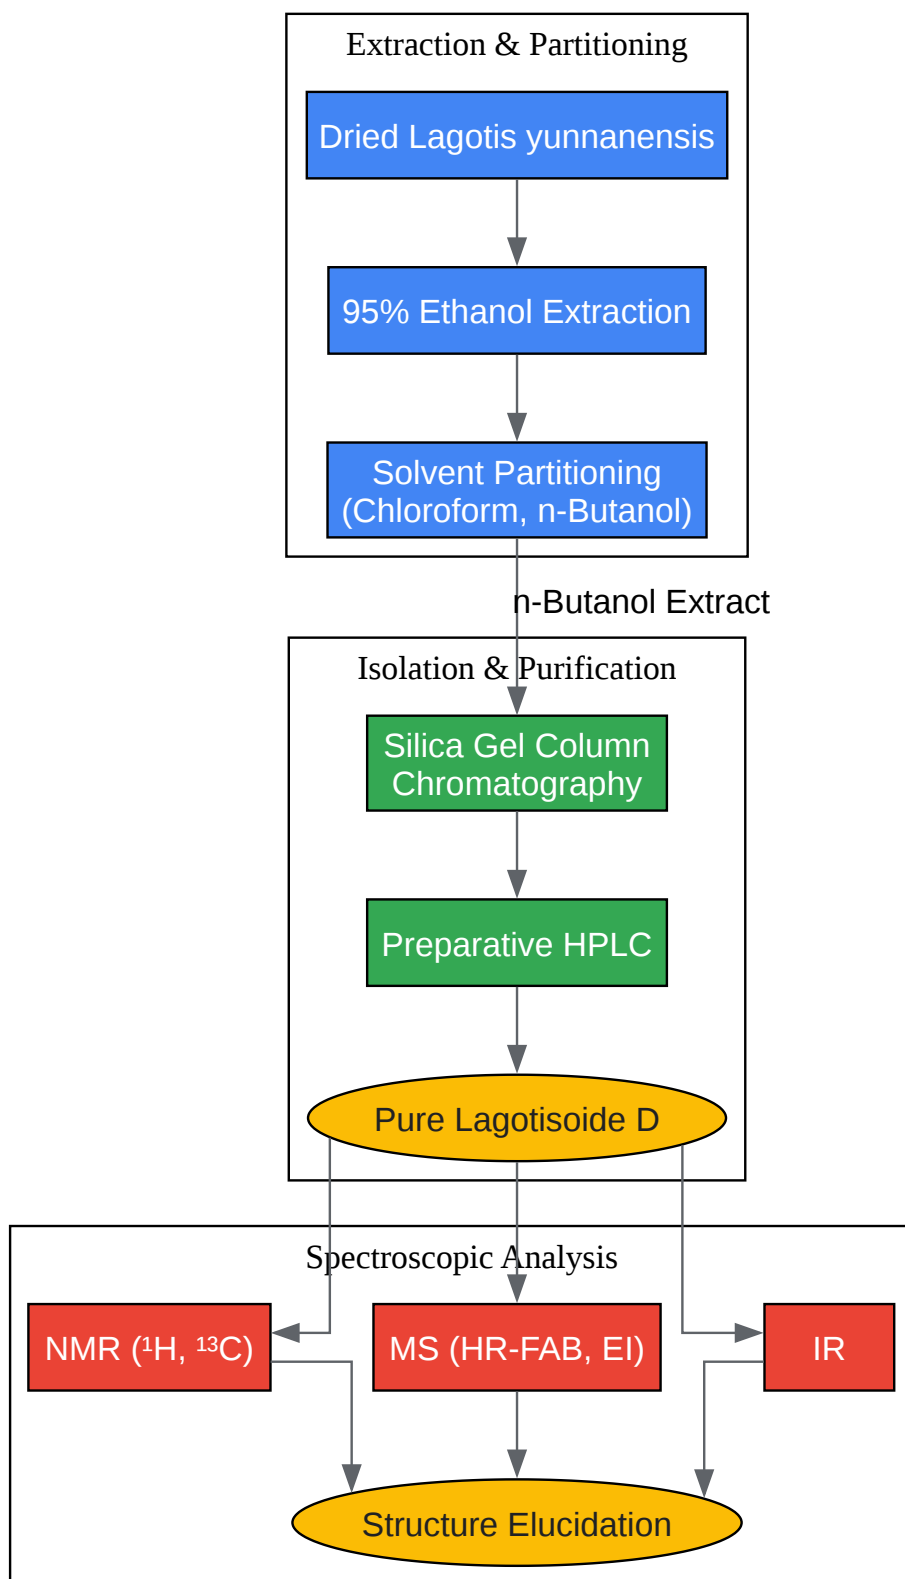 Extraction & Partitioning
Dried Lagotis yunnanensis
95% Ethanol Extraction
Solvent Partitioning
(Chloroform, n-Butanol)
n-Butanol Extract
Isolation & Purification
Silica Gel Column
Chromatography
Preparative HPLC
Pure Lagotisoide D
Spectroscopic Analysis
NMR (¹H, ¹³C)
MS (HR-FAB, EI)
IR
Structure Elucidation